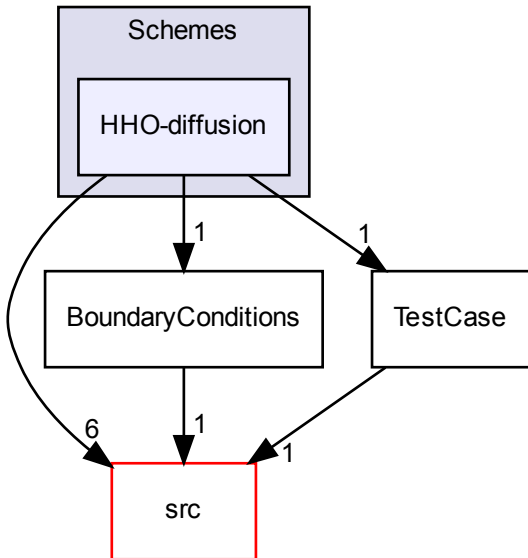 Schemes
HHO-diffusion
1
1
BoundaryConditions
TestCase
6
1
1
src